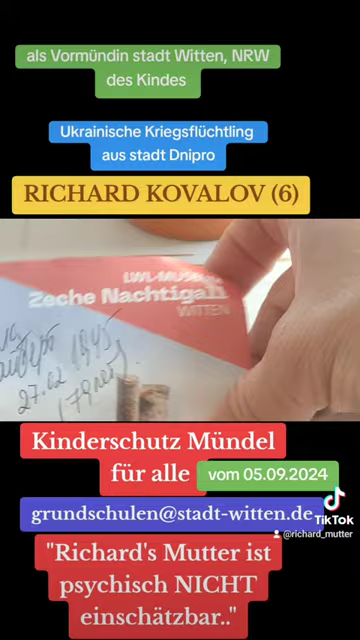 als Vormündin stadt Witten, NRW
des Kindes
Ukrainische Kriegsflüchtling
aus stadt Dnipro
RICHARD KOVALOV (6)
LWL-MUSEUM
Zeche Nachtigall
WITTEN
27.02 1945
Kinderschutz Mündel
für alle
vom 05.09.2024
grundschulen@stadt-witten.de
TikTok
@richard_mutter
"Richard's Mutter ist
psychisch NICHT
einschätzbar.."